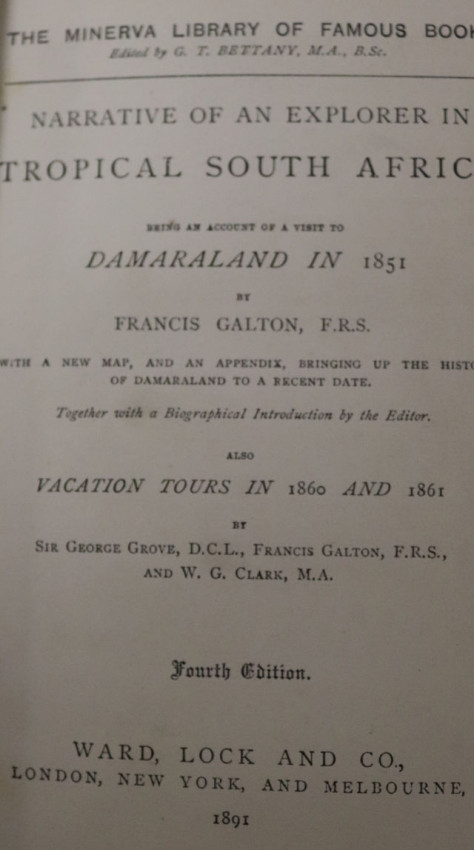 THE MINERVA LIBRARY OF FAMOUS BOOK
Edited by G. T. BETTANY, M.A., B.Sc.
NARRATIVE OF AN EXPLORER IN
TROPICAL SOUTH AFRIC
BEING AN ACCOUNT OF A VISIT TO
DAMARALAND IN 1851
BY
FRANCIS GALTON, F.R.S.
WITH A NEW MAP, AND AN APPENDIX, BRINGING UP THE HISTO
OF DAMARALAND TO A RECENT DATE.
Together with a Biographical Introduction by the Editor.
ALSO
VACATION TOURS IN 1860 AND 1861
BY
SIR GEORGE GROVE, D.C.L., FRANCIS GALTON, F.R.S.,
AND W. G. CLARK, M.A.
Fourth Edition.
WARD, LOCK AND CO.,
LONDON, NEW YORK, AND MELBOURNE,
1891